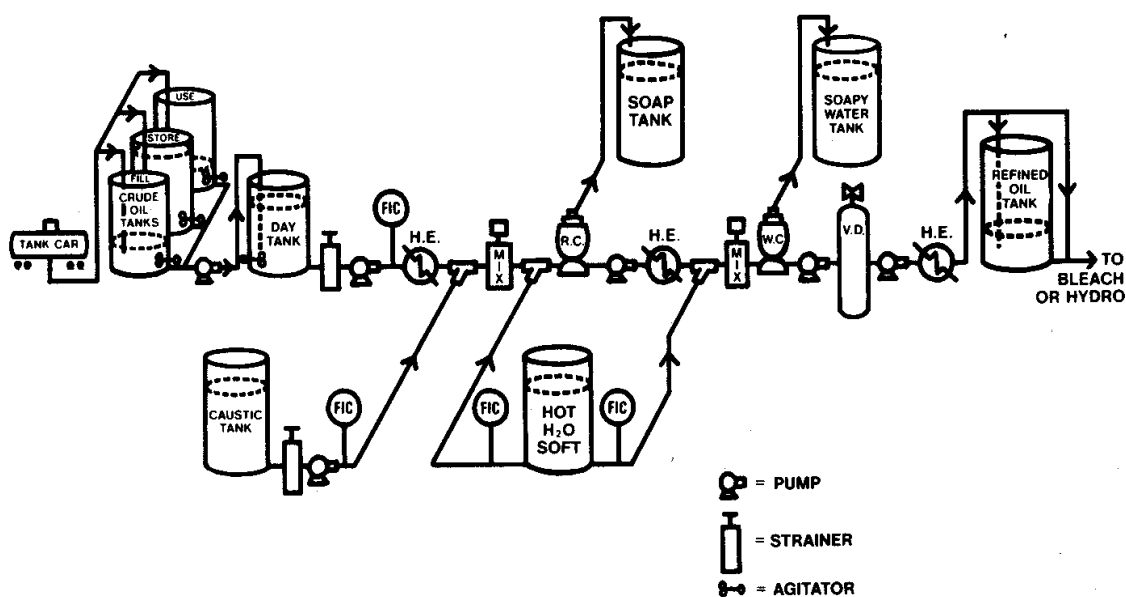 USE
STORE
FILL
CRUDE
OIL
TANKS
TANK CAR
DAY
TANK
FIC
H.E.
MIX
R.C.
SOAP
TANK
H.E.
MIX
W.C
SOAPY
WATER
TANK
V.D.
H.E.
REFINED
OIL
TANK
TO
BLEACH
OR HYDRO
CAUSTIC
TANK
FIC
FIC
HOT
H₂O
SOFT
FIC
= PUMP
= STRAINER
= AGITATOR